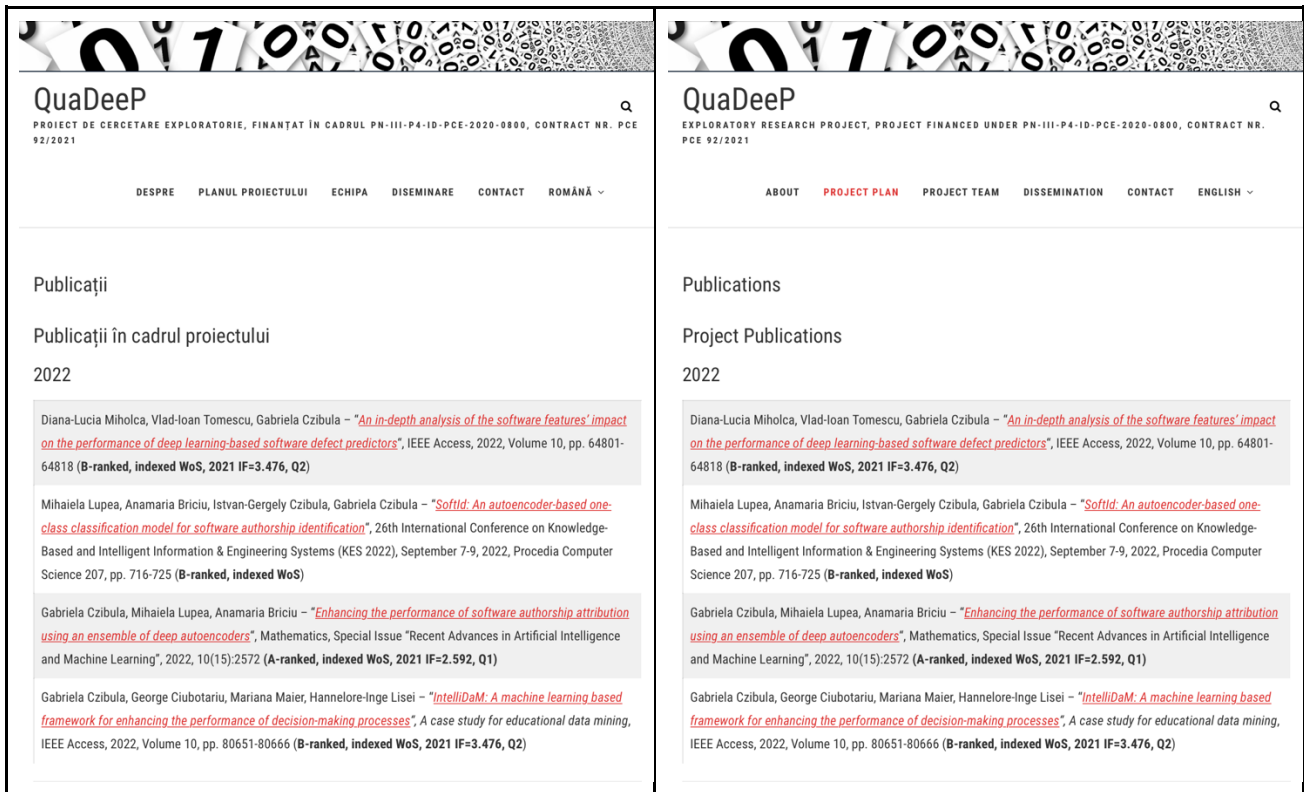 QuaDeeP
PROIECT DE CERCETARE EXPLORATORIE, FINANȚAT ÎN CADRUL PN-III-P4-ID-PCE-2020-0800, CONTRACT NR. PCE
92/2021
DESPRE PLANUL PROIECTULUI ECHIPA DISEMINARE CONTACT ROMÂNĂ
Publicații
Publicații în cadrul proiectului
2022
Diana-Lucia Miholca, Vlad-Ioan Tomescu, Gabriela Czibula – “An in-depth analysis of the software features’ impact
on the performance of deep learning-based software defect predictors“, IEEE Access, 2022, Volume 10, pp. 64801-
64818 (B-ranked, indexed WoS, 2021 IF=3.476, Q2)
Mihaiela Lupea, Anamaria Briciu, Istvan-Gergely Czibula, Gabriela Czibula – “SoftId: An autoencoder-based one-
class classification model for software authorship identification“, 26th International Conference on Knowledge-
Based and Intelligent Information & Engineering Systems (KES 2022), September 7-9, 2022, Procedia Computer
Science 207, pp. 716-725 (B-ranked, indexed WoS)
Gabriela Czibula, Mihaiela Lupea, Anamaria Briciu – “Enhancing the performance of software authorship attribution
using an ensemble of deep autoencoders“, Mathematics, Special Issue “Recent Advances in Artificial Intelligence
and Machine Learning”, 2022, 10(15):2572 (A-ranked, indexed WoS, 2021 IF=2.592, Q1)
Gabriela Czibula, George Ciubotariu, Mariana Maier, Hannelore-Inge Lisei – “IntelliDaM: A machine learning based
framework for enhancing the performance of decision-making processes“, A case study for educational data mining,
IEEE Access, 2022, Volume 10, pp. 80651-80666 (B-ranked, indexed WoS, 2021 IF=3.476, Q2)
QuaDeeP
EXPLORATORY RESEARCH PROJECT, PROJECT FINANCED UNDER PN-III-P4-ID-PCE-2020-0800, CONTRACT NR.
PCE 92/2021
ABOUT PROJECT PLAN PROJECT TEAM DISSEMINATION CONTACT ENGLISH
Publications
Project Publications
2022
Diana-Lucia Miholca, Vlad-Ioan Tomescu, Gabriela Czibula – “An in-depth analysis of the software features’ impact
on the performance of deep learning-based software defect predictors“, IEEE Access, 2022, Volume 10, pp. 64801-
64818 (B-ranked, indexed WoS, 2021 IF=3.476, Q2)
Mihaiela Lupea, Anamaria Briciu, Istvan-Gergely Czibula, Gabriela Czibula – “SoftId: An autoencoder-based one-
class classification model for software authorship identification“, 26th International Conference on Knowledge-
Based and Intelligent Information & Engineering Systems (KES 2022), September 7-9, 2022, Procedia Computer
Science 207, pp. 716-725 (B-ranked, indexed WoS)
Gabriela Czibula, Mihaiela Lupea, Anamaria Briciu – “Enhancing the performance of software authorship attribution
using an ensemble of deep autoencoders“, Mathematics, Special Issue “Recent Advances in Artificial Intelligence
and Machine Learning”, 2022, 10(15):2572 (A-ranked, indexed WoS, 2021 IF=2.592, Q1)
Gabriela Czibula, George Ciubotariu, Mariana Maier, Hannelore-Inge Lisei – “IntelliDaM: A machine learning based
framework for enhancing the performance of decision-making processes“, A case study for educational data mining,
IEEE Access, 2022, Volume 10, pp. 80651-80666 (B-ranked, indexed WoS, 2021 IF=3.476, Q2)